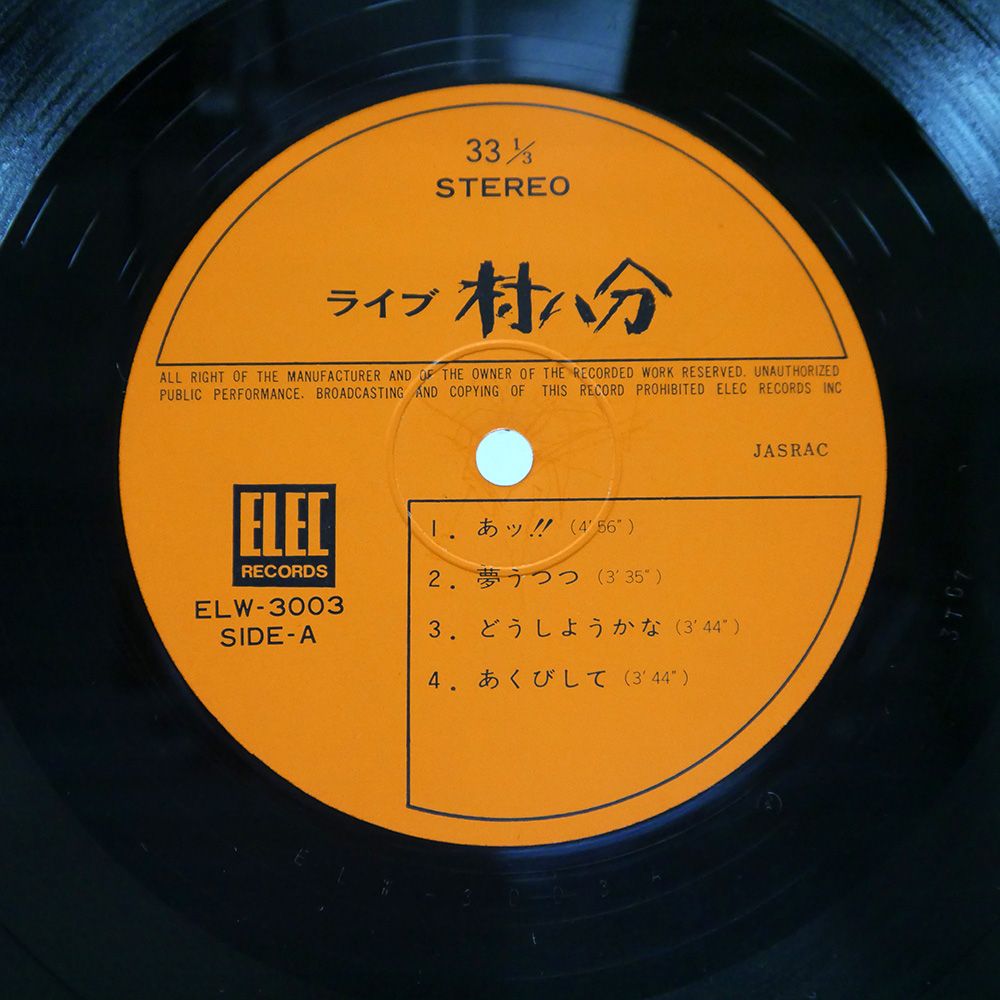 33 1/3
STEREO
ライブ 村八分
ALL RIGHT OF THE MANUFACTURER AND OF THE OWNER OF THE RECORDED WORK RESERVED. UNAUTHORIZED
PUBLIC PERFORMANCE. BROADCASTING AND COPYING OF THIS RECORD PROHIBITED ELEC RECORDS INC
JASRAC
ELEC
RECORDS
ELW-3003
SIDE-A
1. あッ!! (4'56")
2. 夢うつつ (3'35")
3. どうしようかな (3'44")
4. あくびして (3'44")